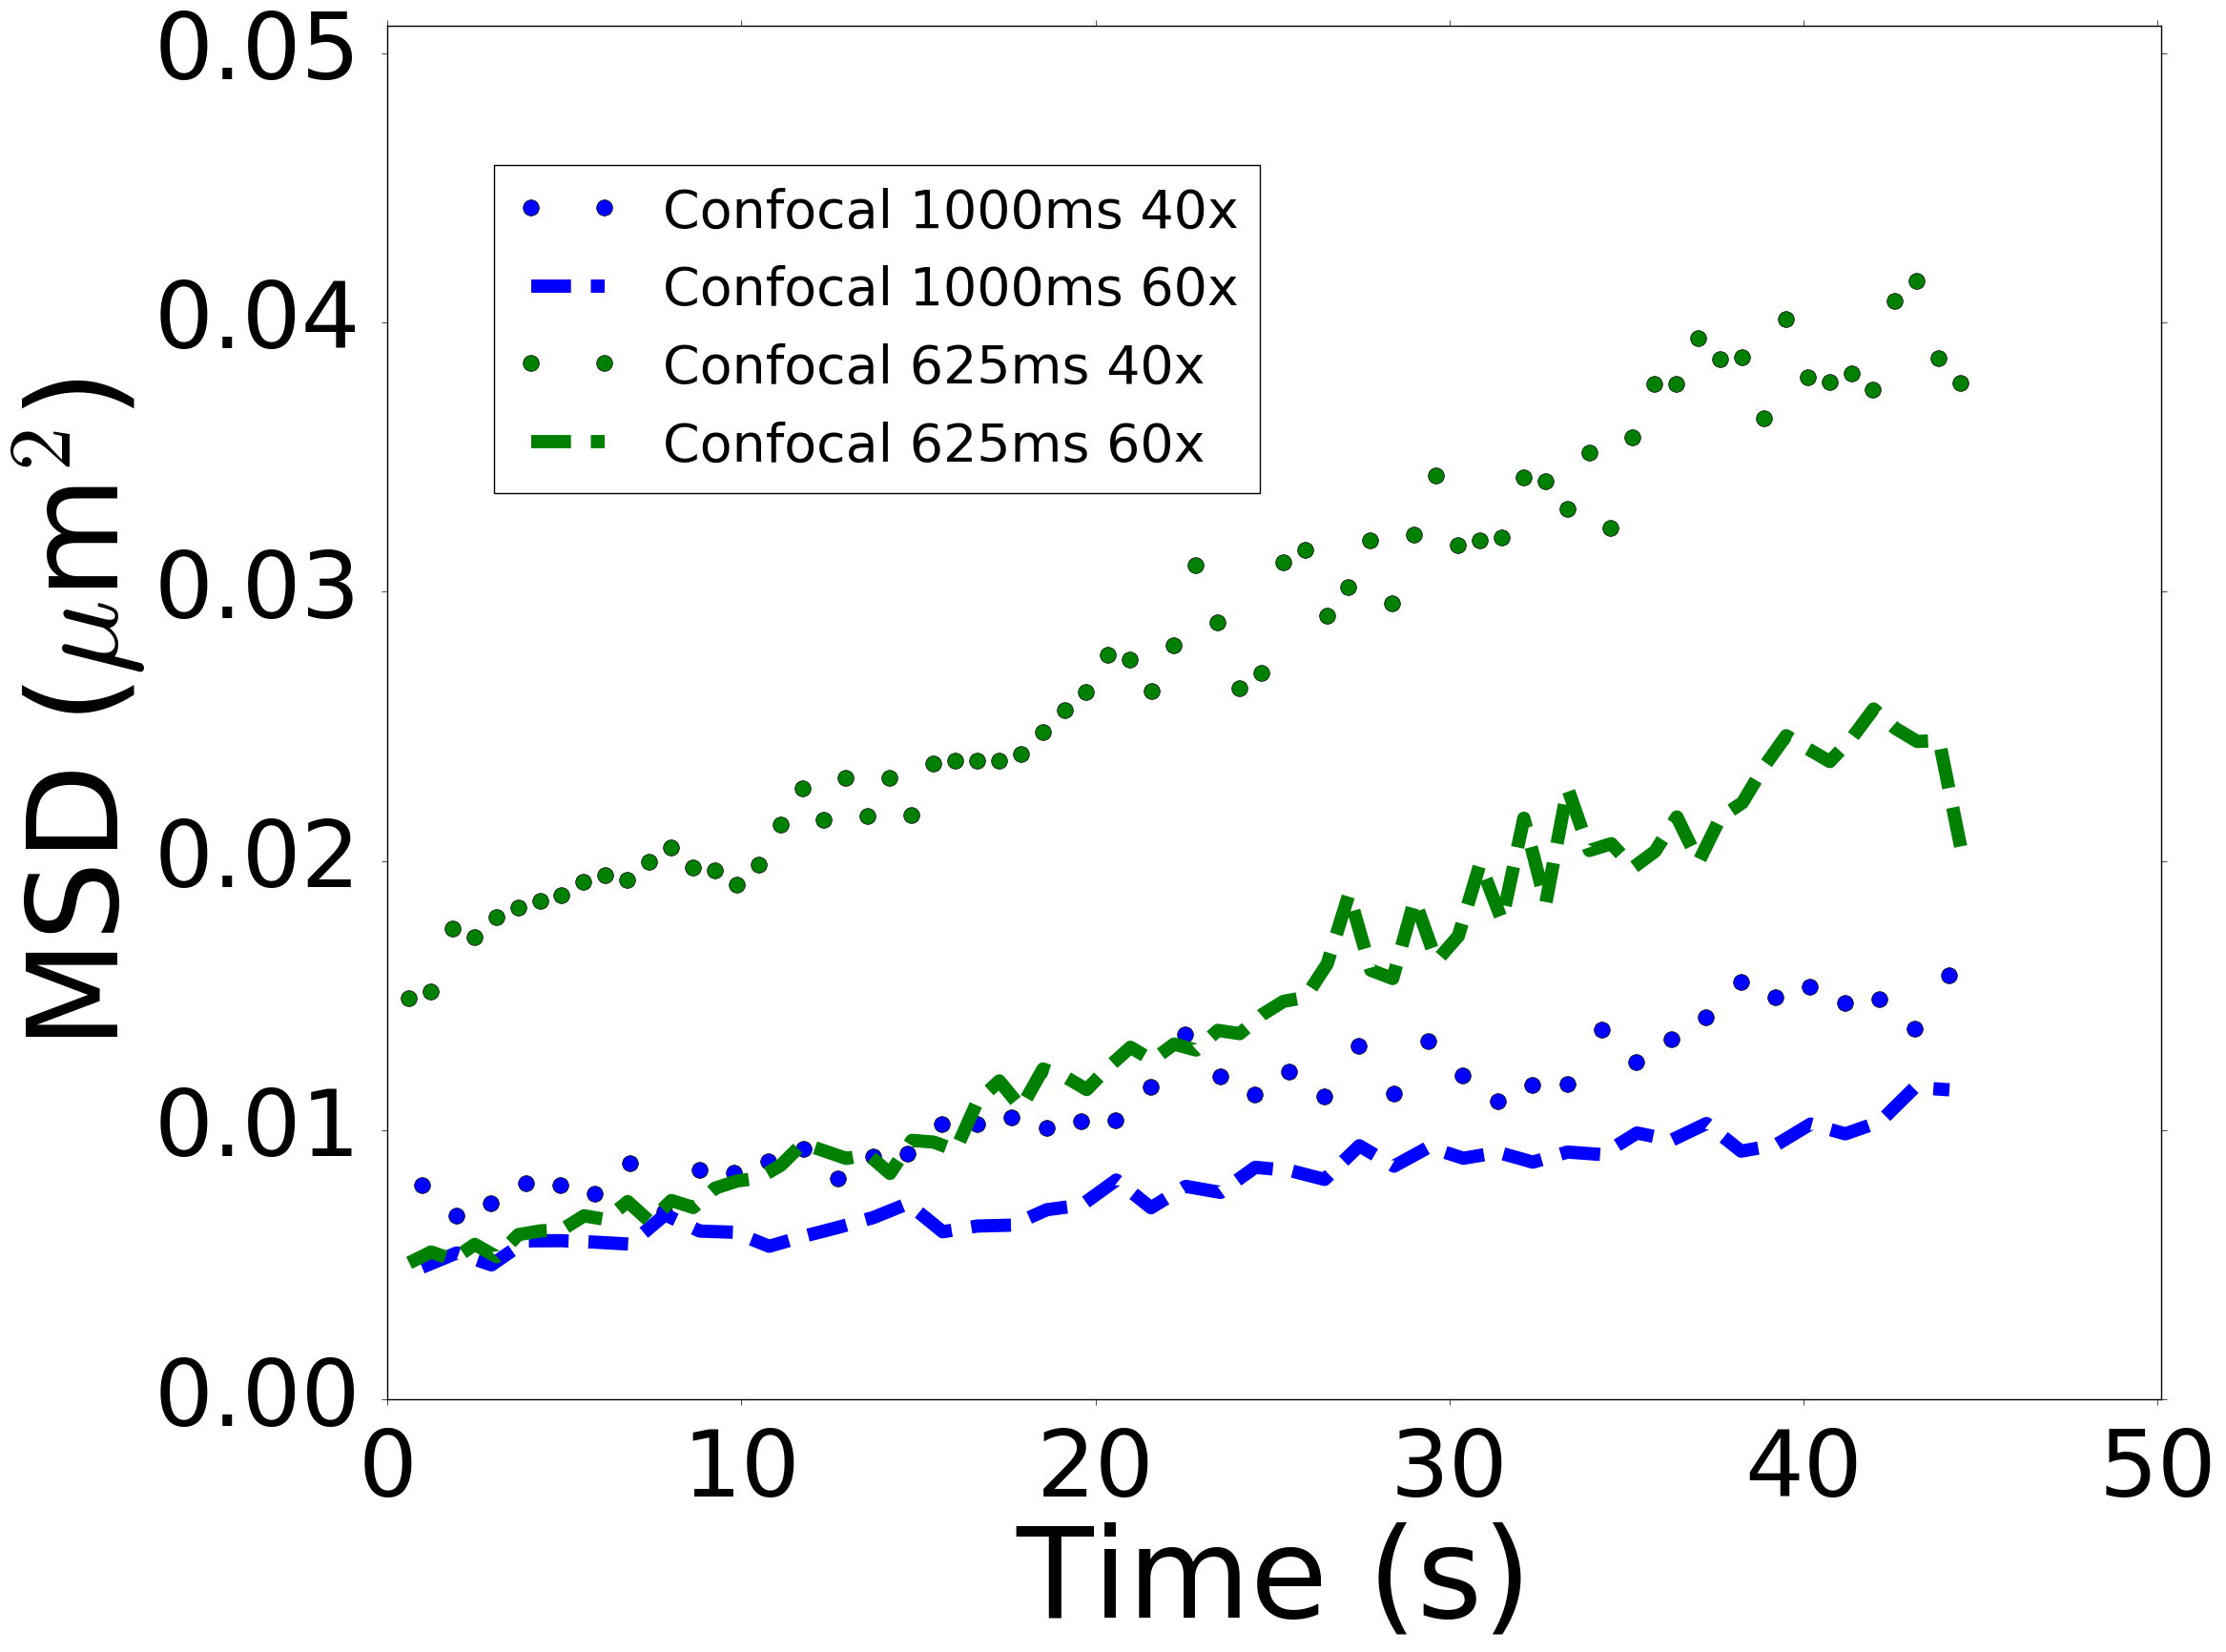 MSD (μm²)
0.05
0.04
0.03
0.02
0.01
0.00
Confocal 1000ms 40x
Confocal 1000ms 60x
Confocal 625ms 40x
Confocal 625ms 60x
0 10 20 30 40 50
Time (s)